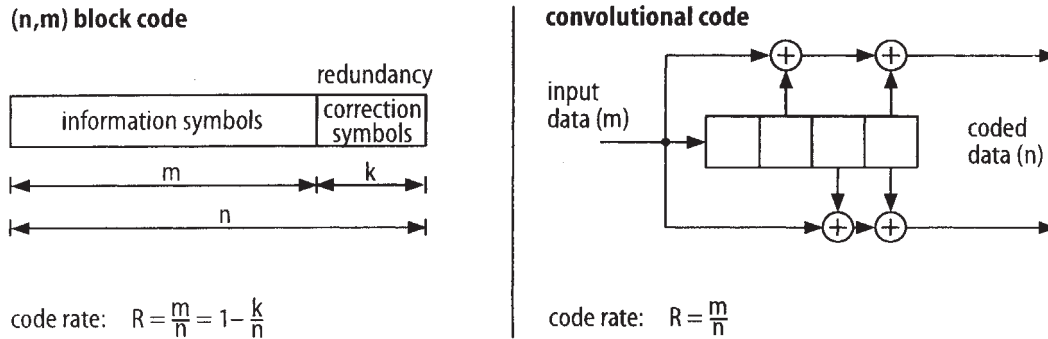 (n,m) block code
redundancy
information symbols
correction
symbols
m
k
n
code rate: R = m/n = 1– k/n
convolutional code
+
+
input
data (m)
coded
data (n)
+
+
code rate: R = m/n